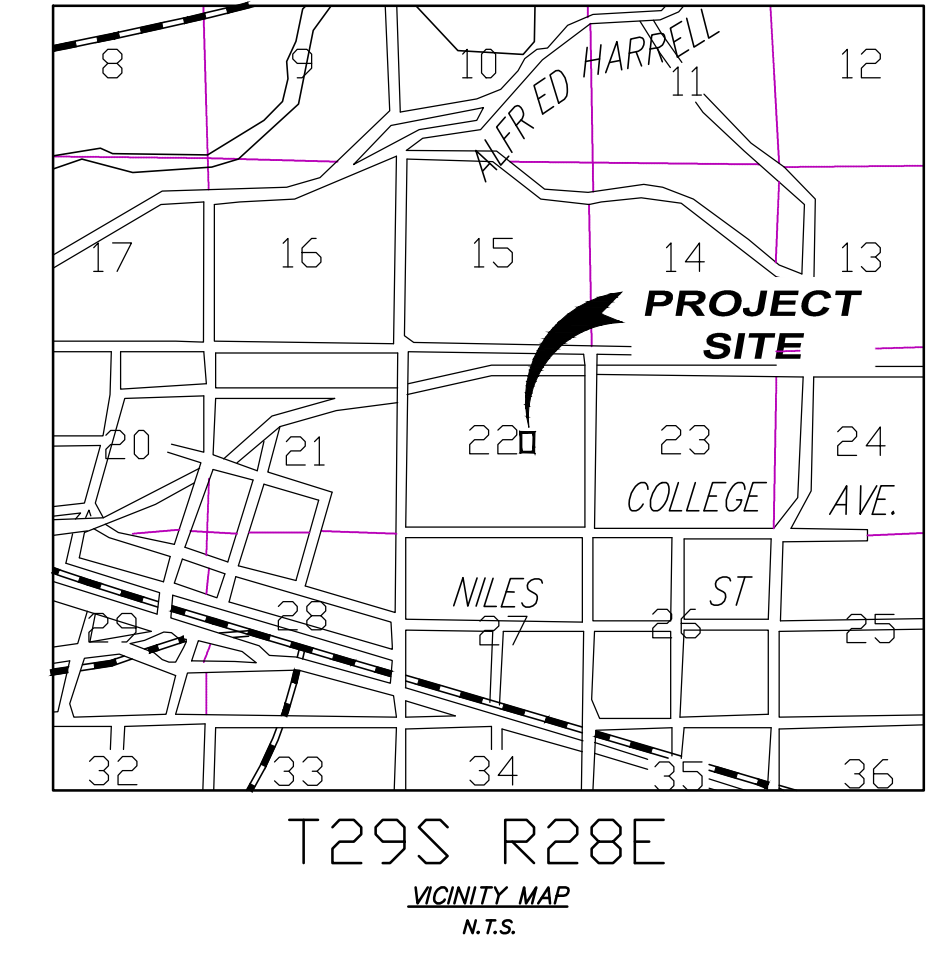 8 9 10 11 12
ALFRED HARRELL
17 16 15 14 13
PROJECT
SITE
20 21 22 23 24
COLLEGE AVE.
NILES ST
29 28 27 26 25
32 33 34 35 36
T29S R28E
VICINITY MAP
N.T.S.